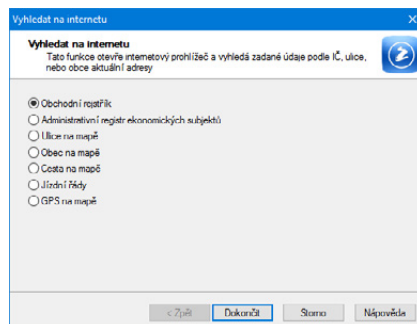 Vyhledat na internetu
Vyhledat na internetu
Tato funkce otevře internetový prohlížeč a vyhledá zadané údaje podle IČ, ulice,
nebo obce aktuální adresy
Obchodní rejstřík
Administrativní registr ekonomických subjektů
Ulice na mapě
Obec na mapě
Cesta na mapě
Jízdní řády
GPS na mapě
< Zpět Dokončit Storno Nápověda